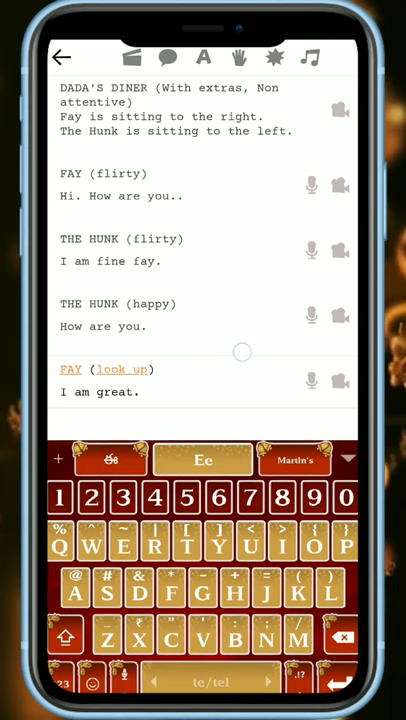 A
DADA'S DINER (With extras, Non
attentive)
Fay is sitting to the right.
The Hunk is sitting to the left.
FAY (flirty)
Hi. How are you..
THE HUNK (flirty)
I am fine fay.
THE HUNK (happy)
How are you.
FAY (look up)
I am great.
+ Ee Martin's
1 2 3 4 5 6 7 8 9 0
% ^ ~ | [ ] < > { }
Q W E R T Y U I O P
@ # & * - + = ( )
A S D F G H J K L
: ; /
Z X C V B N M
23 te/tel .!?